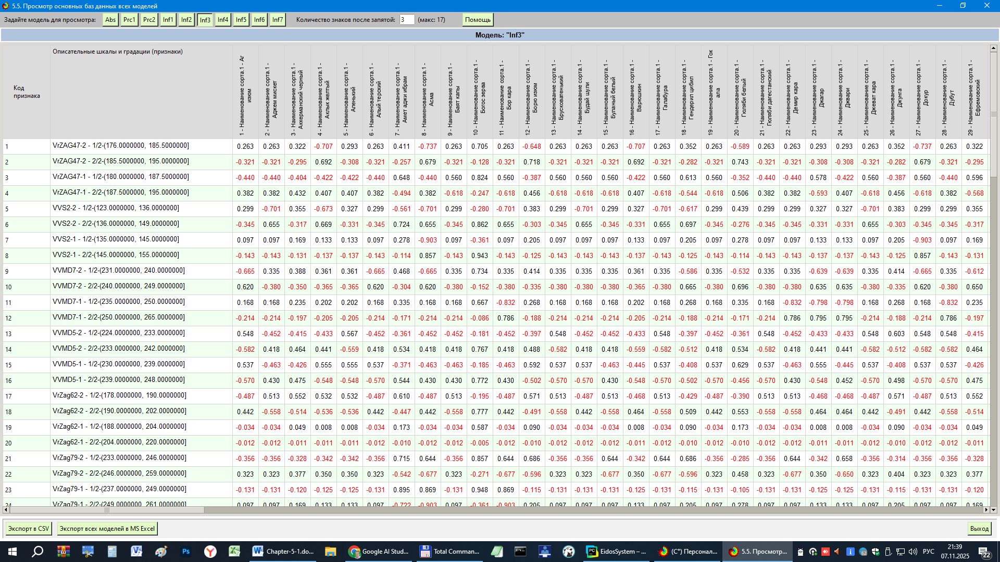 5.5. Просмотр основных баз данных всех моделей
Задайте модель для просмотра: Abs Prc1 Prc2 Inf1 Inf2 Inf3 Inf4 Inf5 Inf6 Inf7 Количество знаков после запятой: 3 (макс: 17) Помощь
Модель: "Inf3"
Код признака
Описательные шкалы и градации (признаки)
1 - Наименование сорта.1 - Аг изюм
2 - Наименование сорта.1 - Аджем мискет
3 - Наименование сорта.1 - Аккерманский черный
4 - Наименование сорта.1 - Аклык желтый
5 - Наименование сорта.1 - Аленький
6 - Наименование сорта.1 - Алый терский
7 - Наименование сорта.1 - Амет аджи ибрам
8 - Наименование сорта.1 - Асма
9 - Наименование сорта.1 - Баят капы
10 - Наименование сорта.1 - Богос зерва
11 - Наименование сорта.1 - Бор кара
12 - Наименование сорта.1 - Борю изюм
13 - Наименование сорта.1 - Брусковатенький
14 - Наименование сорта.1 - Будай шули
15 - Наименование сорта.1 - Буланый белый
16 - Наименование сорта.1 - Варюшкин
17 - Наименование сорта.1 - Галабура
18 - Наименование сорта.1 - Гендерил цибил
19 - Наименование сорта.1 - Гок ала
20 - Наименование сорта.1 - Гюляби белый
21 - Наименование сорта.1 - Гюляби дагестанский
22 - Наименование сорта.1 - Демир кара
23 - Наименование сорта.1 - Джагар
24 - Наименование сорта.1 - Джвари
25 - Наименование сорта.1 - Джеват кара
26 - Наименование сорта.1 - Джунга
27 - Наименование сорта.1 - Докур
28 - Наименование сорта.1 - Дубут
29 - Наименование сорта.1 - Ефремовский
1 VrZAG47-2 - 1/2-(176.0000000, 185.5000000] 0.263 0.263 0.322 -0.707 0.293 0.263 0.411 -0.737 0.263 0.705 0.263 -0.648 0.263 0.263 0.263 -0.707 0.263 0.352 0.263 -0.589 0.263 0.263 0.293 0.293 0.263 0.352 -0.737 0.263 0.322
2 VrZAG47-2 - 2/2-(185.5000000, 195.0000000] -0.321 -0.321 -0.295 0.692 -0.308 -0.321 -0.257 0.679 -0.321 -0.128 -0.321 0.718 -0.321 -0.321 -0.321 0.692 -0.321 -0.282 -0.321 0.743 -0.321 -0.321 -0.308 -0.308 -0.321 -0.282 0.679 -0.321 -0.295
3 VrZAG47-1 - 1/2-(180.0000000, 187.5000000] -0.440 -0.440 -0.404 -0.422 -0.422 -0.440 0.648 -0.440 0.560 0.824 0.560 -0.387 0.560 0.560 0.560 -0.422 0.560 0.613 0.560 -0.352 -0.440 -0.440 0.578 -0.422 0.560 -0.387 0.560 -0.440 0.596
4 VrZAG47-1 - 2/2-(187.5000000, 195.0000000] 0.382 0.382 0.432 0.407 0.407 0.382 -0.494 0.382 -0.618 -0.247 -0.618 0.456 -0.618 -0.618 -0.618 0.407 -0.618 -0.544 -0.618 0.506 0.382 0.382 -0.593 0.407 -0.618 0.456 -0.618 0.382 -0.568
5 VVS2-2 - 1/2-(123.0000000, 136.0000000] 0.299 -0.701 0.355 -0.673 0.327 0.299 -0.561 -0.701 0.299 -0.280 -0.701 0.383 0.299 -0.701 0.299 0.327 -0.701 -0.617 0.299 0.439 0.299 0.299 0.327 0.327 -0.701 0.383 0.299 0.299 0.355
6 VVS2-2 - 2/2-(136.0000000, 149.0000000] -0.345 0.655 -0.317 0.669 -0.331 -0.345 0.724 0.655 -0.345 0.862 0.655 -0.303 -0.345 0.655 -0.345 -0.331 0.655 0.697 -0.345 -0.276 -0.345 -0.345 -0.331 -0.331 0.655 -0.303 -0.345 -0.345 -0.317
7 VVS2-1 - 1/2-(135.0000000, 145.0000000] 0.097 0.097 0.169 0.133 0.133 0.097 0.278 -0.903 0.097 -0.361 0.097 0.205 0.097 0.097 0.097 0.133 0.097 0.205 0.097 0.278 0.097 0.097 0.133 0.133 0.097 0.205 -0.903 0.097 0.169
8 VVS2-1 - 2/2-(145.0000000, 155.0000000] -0.143 -0.143 -0.131 -0.137 -0.137 -0.143 -0.114 0.857 -0.143 0.943 -0.143 -0.125 -0.143 -0.143 -0.143 -0.137 -0.143 -0.125 -0.143 -0.114 -0.143 -0.143 -0.137 -0.137 -0.143 -0.125 0.857 -0.143 -0.131
9 VVMD7-2 - 1/2-(231.0000000, 240.0000000] -0.665 0.335 0.388 0.361 0.361 -0.665 0.468 -0.665 0.335 0.734 0.335 0.414 0.335 0.335 0.335 0.361 0.335 -0.586 0.335 -0.532 0.335 0.335 -0.639 -0.639 0.335 0.414 -0.665 0.335 -0.612
10 VVMD7-2 - 2/2-(240.0000000, 249.0000000] 0.620 -0.380 -0.350 -0.365 -0.365 0.620 -0.304 0.620 -0.380 -0.152 -0.380 -0.335 -0.380 -0.380 -0.380 -0.365 -0.380 0.665 -0.380 0.696 -0.380 -0.380 0.635 0.635 -0.380 -0.335 0.620 -0.380 0.650
11 VVMD7-1 - 1/2-(235.0000000, 250.0000000] 0.168 0.168 0.235 0.202 0.202 0.168 0.335 0.168 0.168 0.667 -0.832 0.268 0.168 0.168 0.168 0.202 0.168 0.268 0.168 0.335 0.168 -0.832 -0.798 -0.798 0.168 0.268 0.168 -0.832 0.235
12 VVMD7-1 - 2/2-(250.0000000, 265.0000000] -0.214 -0.214 -0.197 -0.205 -0.205 -0.214 -0.171 -0.214 -0.214 -0.086 0.786 -0.188 -0.214 -0.214 -0.214 -0.205 -0.214 -0.188 -0.214 -0.171 -0.214 0.786 0.795 0.795 -0.214 -0.188 -0.214 0.786 -0.197
13 VVMD5-2 - 1/2-(224.0000000, 233.0000000] 0.548 -0.452 -0.415 -0.433 0.567 -0.452 -0.361 -0.452 -0.452 -0.181 -0.452 -0.397 0.548 -0.452 -0.452 -0.433 0.548 -0.397 -0.452 -0.361 0.548 -0.452 -0.433 -0.433 0.548 0.603 0.548 0.548 -0.415
14 VVMD5-2 - 2/2-(233.0000000, 242.0000000] -0.582 0.418 0.464 0.441 -0.559 0.418 0.534 0.418 0.418 0.767 0.418 0.488 -0.582 0.418 0.418 -0.559 -0.582 -0.512 0.418 0.534 -0.582 0.418 0.441 0.441 -0.582 -0.512 -0.582 -0.582 0.464
15 VVMD5-1 - 1/2-(230.0000000, 239.0000000] 0.537 -0.463 -0.426 0.555 0.555 0.537 -0.371 -0.463 -0.463 -0.185 -0.463 0.592 0.537 0.537 -0.463 -0.445 0.537 -0.408 0.537 0.629 0.537 -0.463 0.555 -0.445 0.537 -0.408 0.537 0.537 -0.426
16 VVMD5-1 - 2/2-(239.0000000, 248.0000000] -0.570 0.430 0.475 -0.548 -0.548 -0.570 0.544 0.430 0.430 0.772 0.430 -0.502 -0.570 -0.570 0.430 -0.548 -0.570 -0.502 -0.570 -0.456 -0.570 0.430 -0.548 0.452 -0.570 0.498 -0.570 -0.570 0.475
17 VrZag62-2 - 1/2-(178.0000000, 190.0000000] -0.487 0.513 0.552 0.532 0.532 -0.487 0.610 -0.487 0.513 -0.195 -0.487 0.571 0.513 -0.487 0.513 -0.468 0.513 -0.429 -0.487 -0.390 0.513 0.513 -0.468 -0.468 -0.487 0.571 -0.487 0.513 0.552
18 VrZag62-2 - 2/2-(190.0000000, 202.0000000] 0.442 -0.558 -0.514 -0.536 -0.536 0.442 -0.447 0.442 -0.558 0.777 0.442 -0.491 -0.558 0.442 -0.558 0.464 -0.558 0.509 0.442 0.553 -0.558 -0.558 0.464 0.464 0.442 -0.491 0.442 -0.558 -0.514
19 VrZag62-1 - 1/2-(188.0000000, 204.0000000] -0.034 -0.034 0.049 0.008 0.008 -0.034 0.173 -0.034 -0.034 0.587 -0.034 0.090 -0.034 -0.034 -0.034 0.008 -0.034 0.090 -0.034 0.173 -0.034 -0.034 0.008 0.008 -0.034 0.090 -0.034 -0.034 0.049
20 VrZag62-1 - 2/2-(204.0000000, 220.0000000] -0.012 -0.012 -0.011 -0.011 -0.011 -0.012 -0.010 -0.012 -0.012 -0.005 -0.012 -0.010 -0.012 -0.012 -0.012 -0.011 -0.012 -0.010 -0.012 -0.010 -0.012 -0.012 -0.011 -0.011 -0.012 -0.010 -0.012 -0.012 -0.011
21 VrZag79-2 - 1/2-(233.0000000, 246.0000000] -0.356 -0.356 -0.328 -0.342 -0.342 -0.356 0.715 0.644 -0.356 0.857 0.644 0.686 -0.356 -0.356 0.644 -0.342 0.644 0.686 -0.356 -0.285 -0.356 0.644 -0.342 0.658 -0.356 -0.314 -0.356 -0.356 -0.328
22 VrZag79-2 - 2/2-(246.0000000, 259.0000000] 0.323 0.323 0.377 0.350 0.350 0.323 -0.542 -0.677 0.323 -0.271 -0.677 -0.596 0.323 0.323 -0.677 0.350 -0.677 -0.596 0.323 0.458 0.323 -0.677 0.350 -0.650 0.323 0.404 0.323 0.323 0.377
23 VrZag79-1 - 1/2-(237.0000000, 249.0000000] -0.131 -0.131 -0.120 -0.125 -0.125 -0.131 0.895 0.869 -0.131 0.948 0.869 -0.115 -0.131 -0.131 -0.131 -0.125 -0.131 -0.115 -0.131 -0.105 -0.131 -0.131 -0.125 -0.125 -0.131 -0.115 -0.131 -0.131 -0.120
24 VrZag79-1 - 2/2-(249.0000000, 261.0000000] 0.097 0.097 0.169 0.133 0.133 0.097 -0.722 -0.903 0.097 -0.361 -0.903 0.205 0.097 0.097 0.097 0.133 0.097 0.205 0.097 0.278 0.097 0.097 0.133 0.133 0.097 0.205 0.097 0.097 0.169
Экспорт в CSV Экспорт всех моделей в MS Excel Выход
Chapter-5-1.do... Google AI Stud... Total Comman... EidosSystem – ... (C°) Персонал... 5.5. Просмотр... РУС 21:39
07.11.2025 22